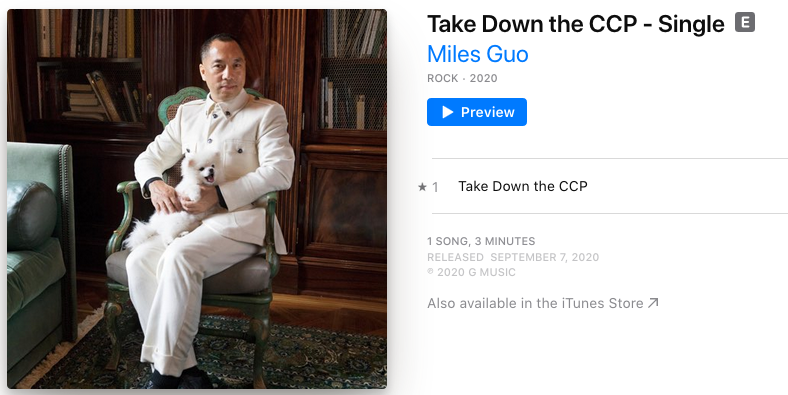 Take Down the CCP - Single E
Miles Guo
ROCK · 2020
Preview
★ 1 Take Down the CCP
1 SONG, 3 MINUTES
RELEASED SEPTEMBER 7, 2020
℗ 2020 G MUSIC
Also available in the iTunes Store ↗